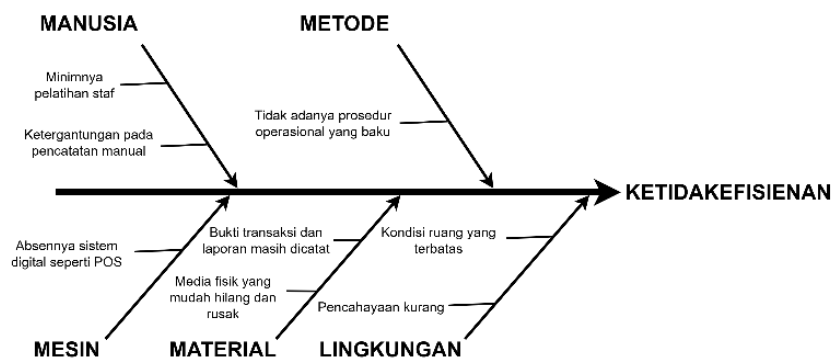 MANUSIA
METODE
Minimnya
pelatihan staf
Ketergantungan pada
pencatatan manual
Tidak adanya prosedur
operasional yang baku
KETIDAKEFISIENAN
Absennya sistem
digital seperti POS
Bukti transaksi dan
laporan masih dicatat
Media fisik yang
mudah hilang dan
rusak
Kondisi ruang yang
terbatas
Pencahayaan kurang
MESIN
MATERIAL
LINGKUNGAN